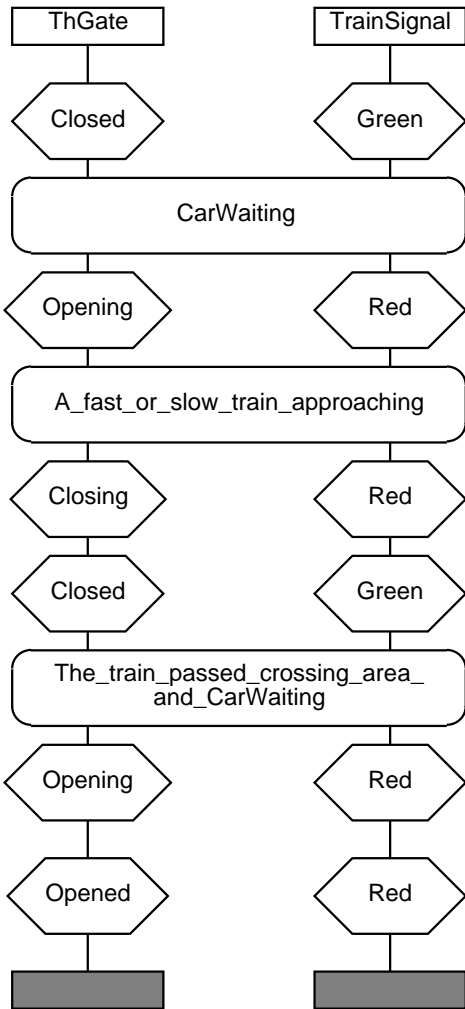 ThGate TrainSignal
Closed Green
CarWaiting
Opening Red
A_fast_or_slow_train_approaching
Closing Red
Closed Green
The_train_passed_crossing_area_
and_CarWaiting
Opening Red
Opened Red